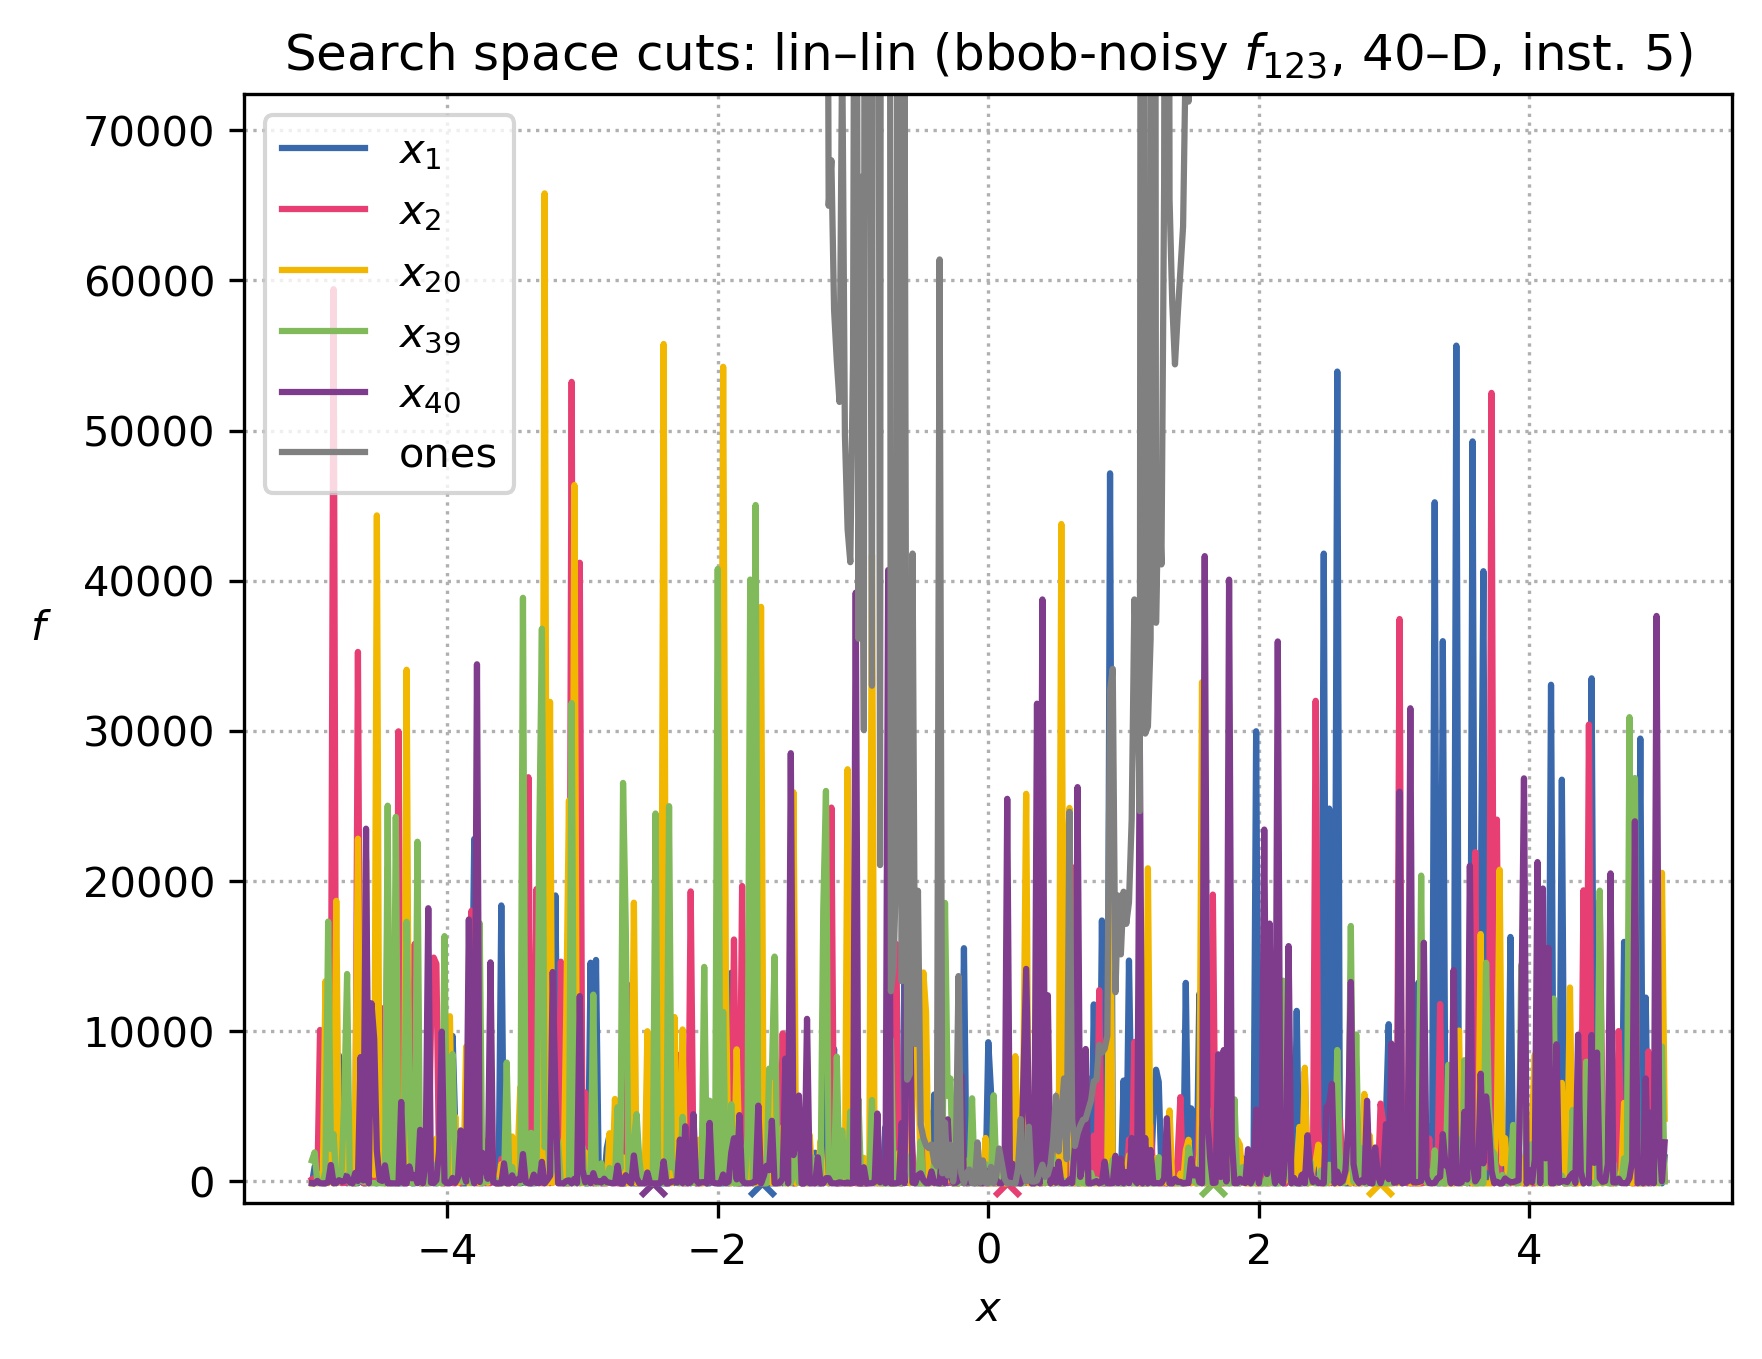 Search space cuts: lin–lin (bbob-noisy f₁₂₃, 40–D, inst. 5)
70000
60000
50000
40000
30000
20000
10000
0
f
x₁
x₂
x₂₀
x₃₉
x₄₀
ones
−4 −2 0 2 4
x